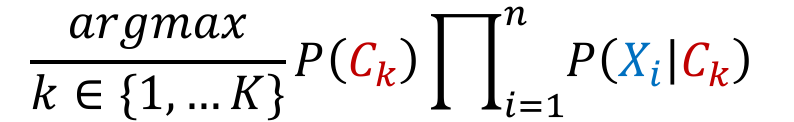 argmax
k ∈ {1, … K} P(C_k) ∏_{i=1}^{n} P(X_i|C_k)